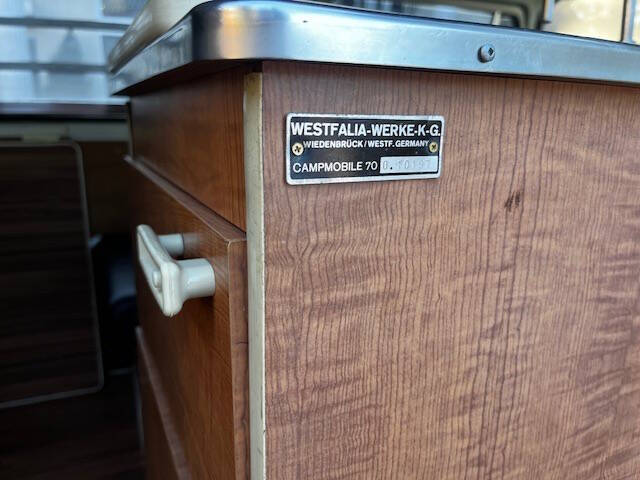 WESTFALIA-WERKE-K-G.
WIEDENBRÜCK/WESTF. GERMANY
CAMPMOBILE 70